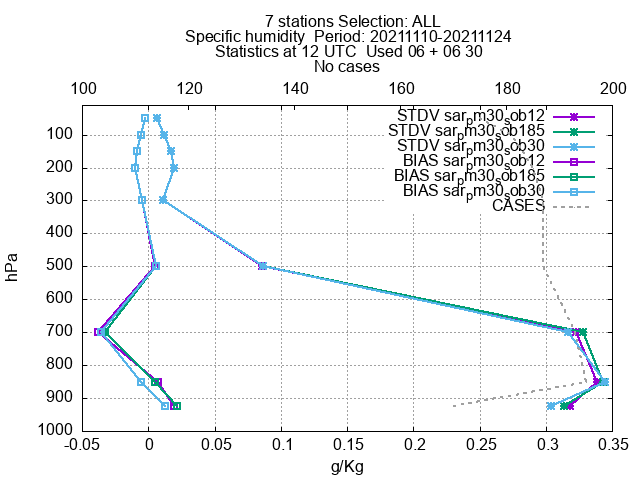 7 stations Selection: ALL
Specific humidity  Period: 20211110-20211124
Statistics at 12 UTC  Used 06 + 06 30
No cases
100 120 140 160 180 200
STDV sarpm30sob12
STDV sarpm30sob185
STDV sarpm30sob30
BIAS sarpm30sob12
BIAS sarpm30sob185
BIAS sarpm30sob30
CASES
100
200
300
400
500
600
700
800
900
1000
hPa
-0.05 0 0.05 0.1 0.15 0.2 0.25 0.3 0.35
g/Kg